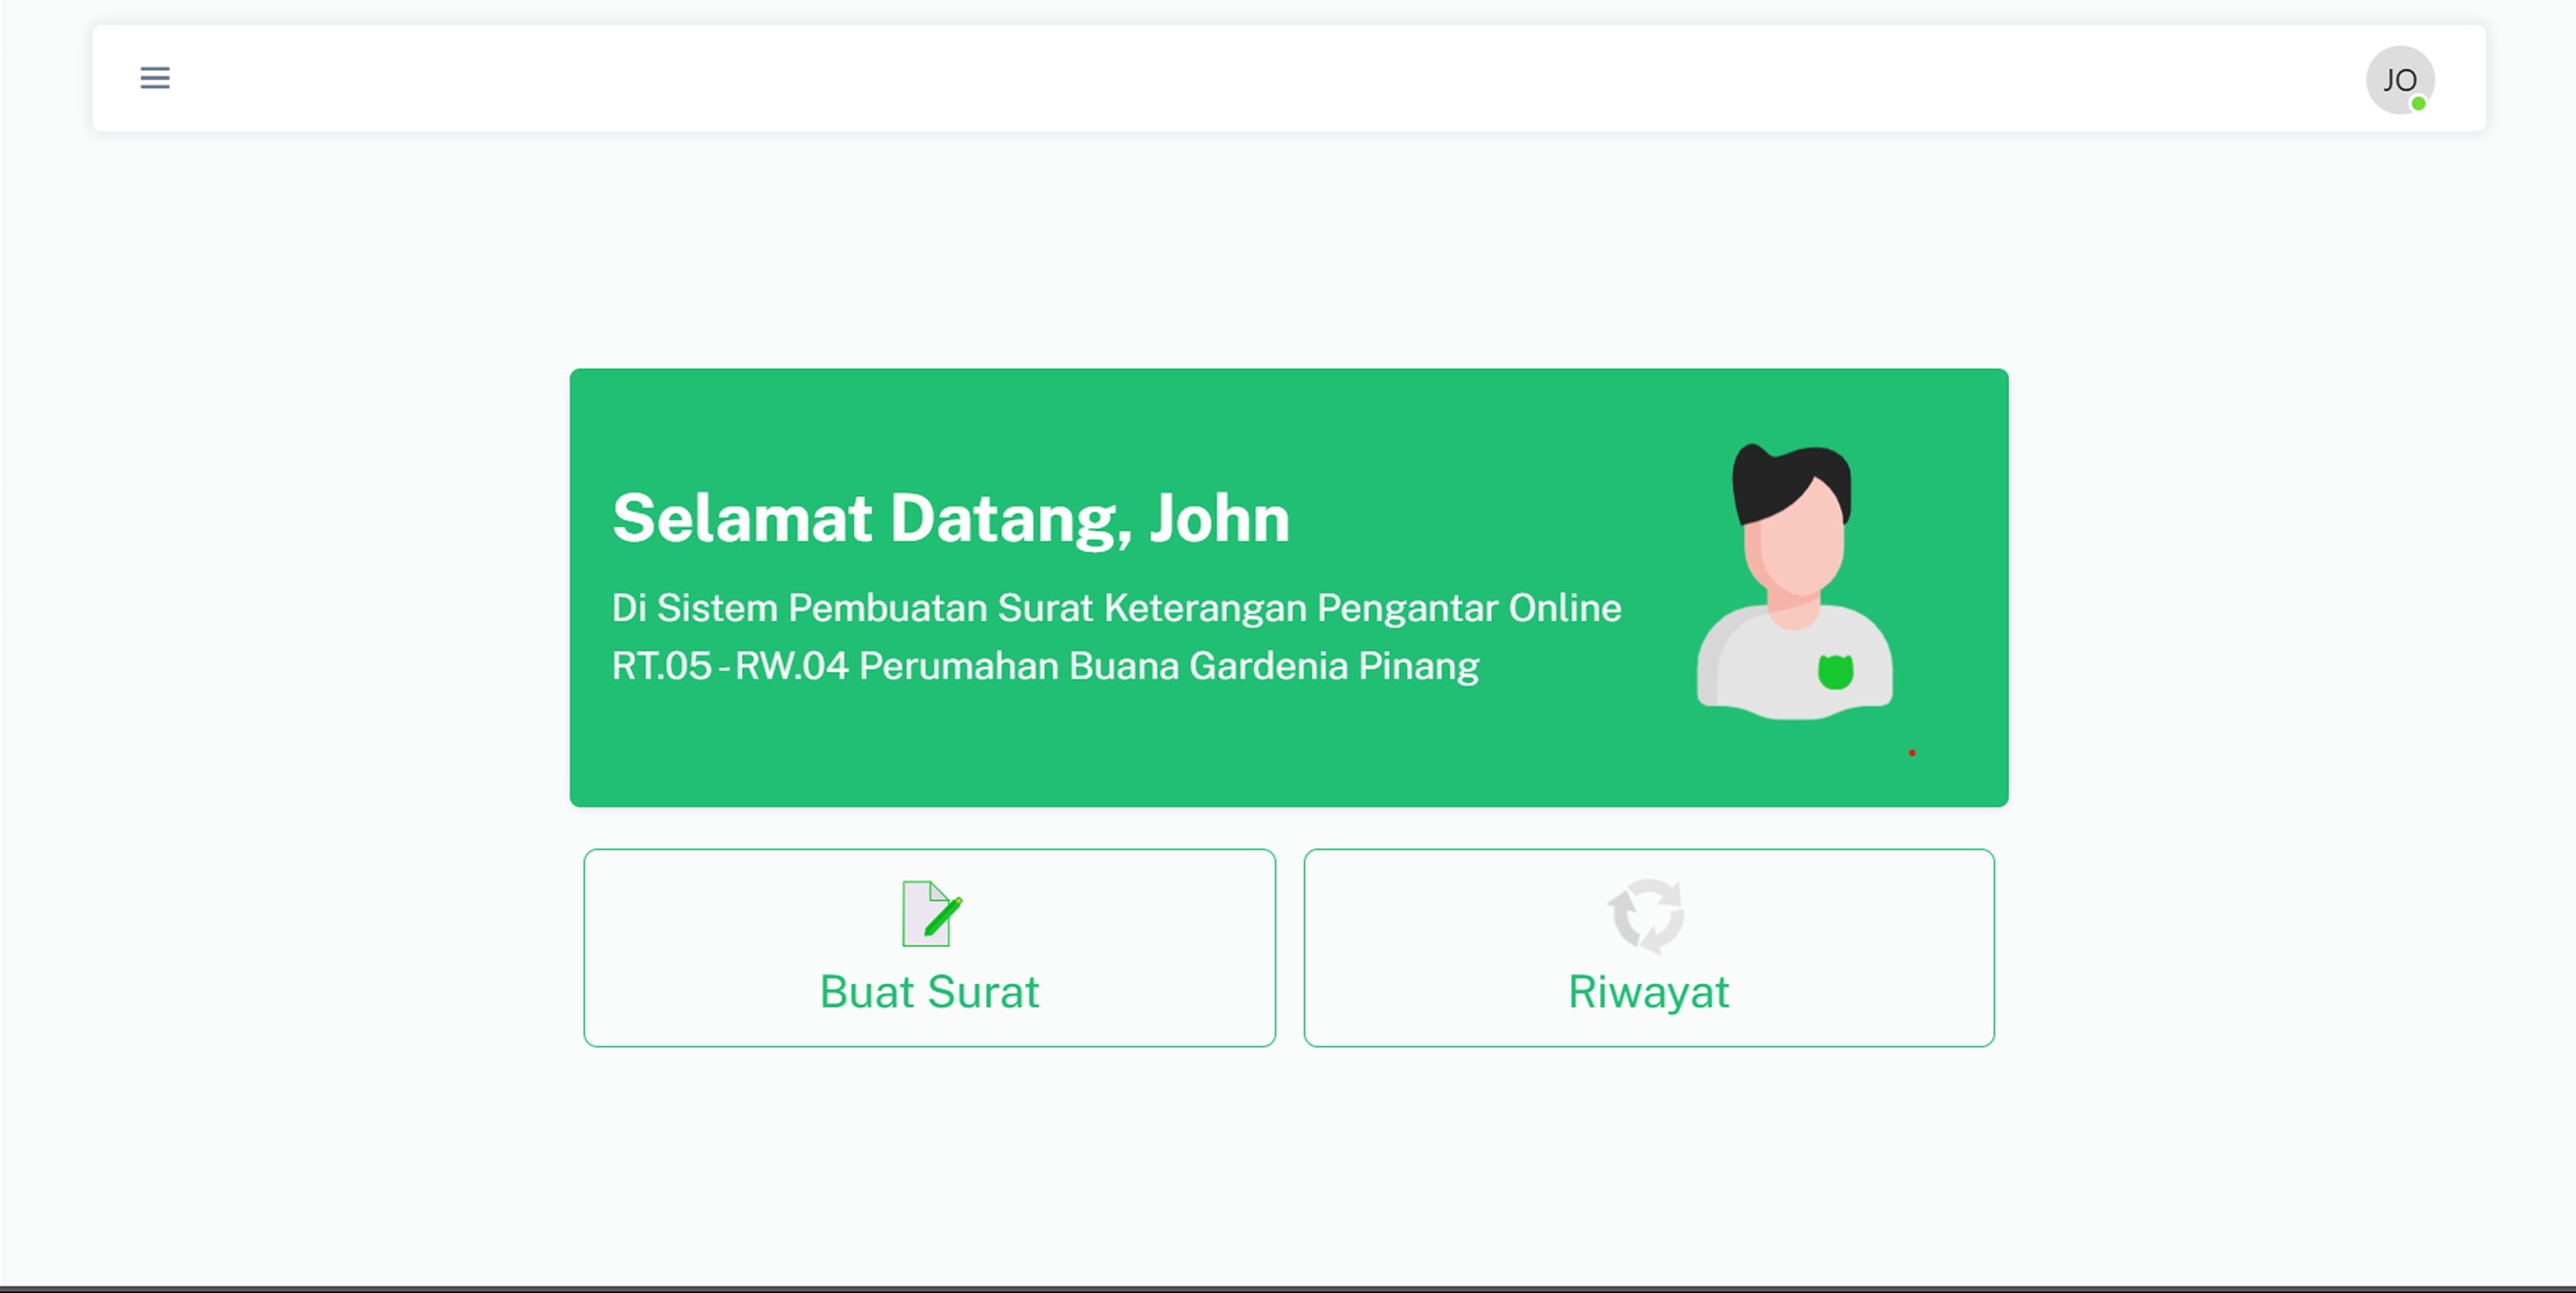 JO
Selamat Datang, John
Di Sistem Pembuatan Surat Keterangan Pengantar Online
RT.05 - RW.04 Perumahan Buana Gardenia Pinang
Buat Surat
Riwayat